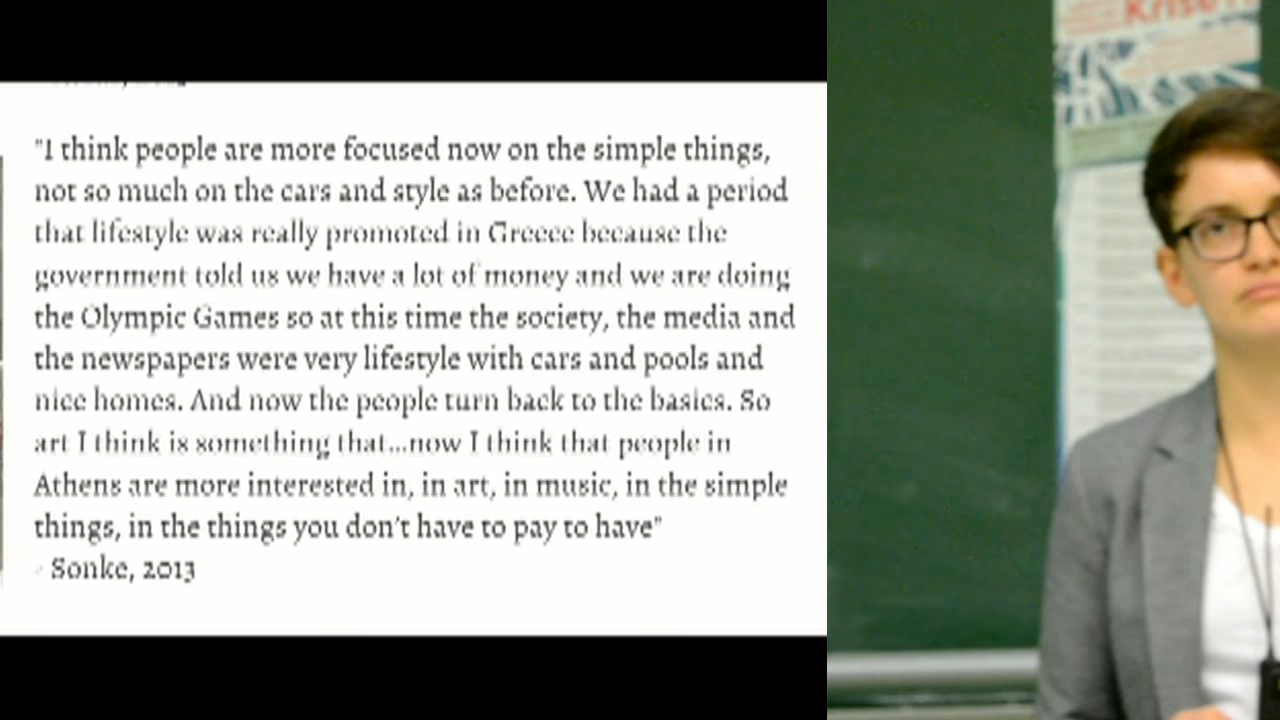 "I think people are more focused now on the simple things,
not so much on the cars and style as before. We had a period
that lifestyle was really promoted in Greece because the
government told us we have a lot of money and we are doing
the Olympic Games so at this time the society, the media and
the newspapers were very lifestyle with cars and pools and
nice homes. And now the people turn back to the basics. So
art I think is something that...now I think that people in
Athens are more interested in, in art, in music, in the simple
things, in the things you don't have to pay to have"
- Sonke, 2013
Krise